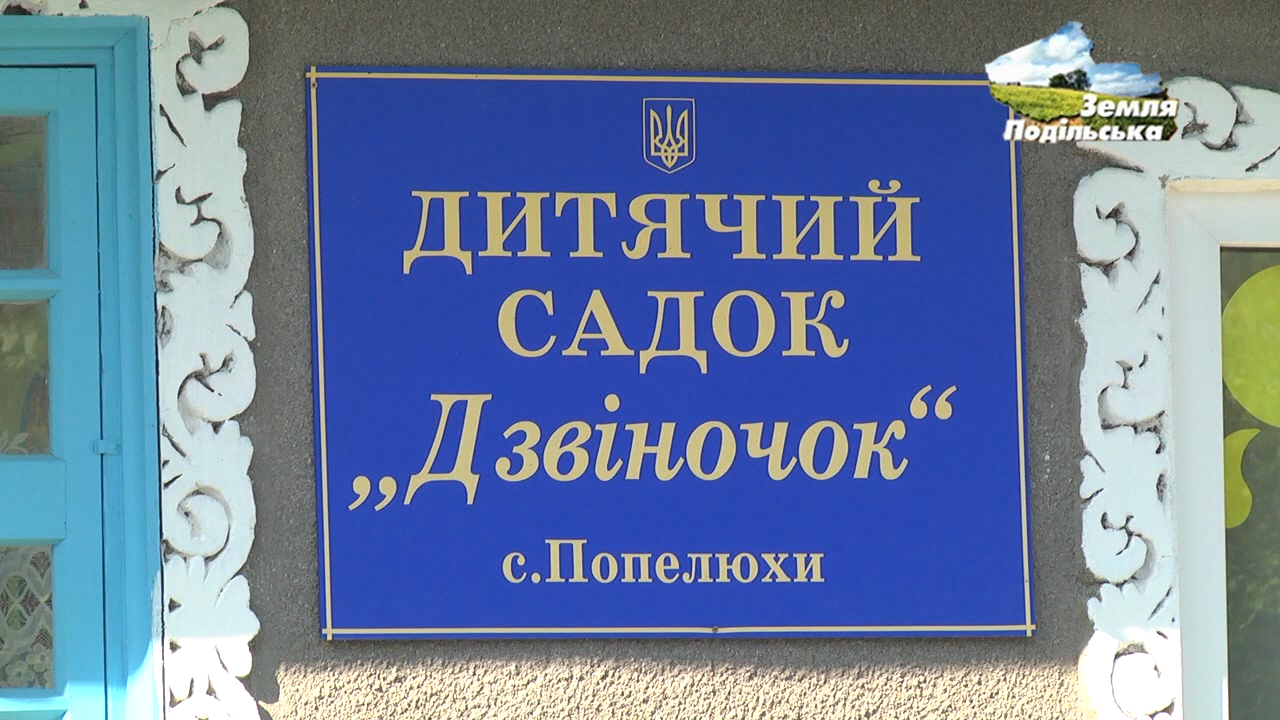 Земля
Подільська
ДИТЯЧИЙ
САДОК
„Дзвіночок“
с.Попелюхи